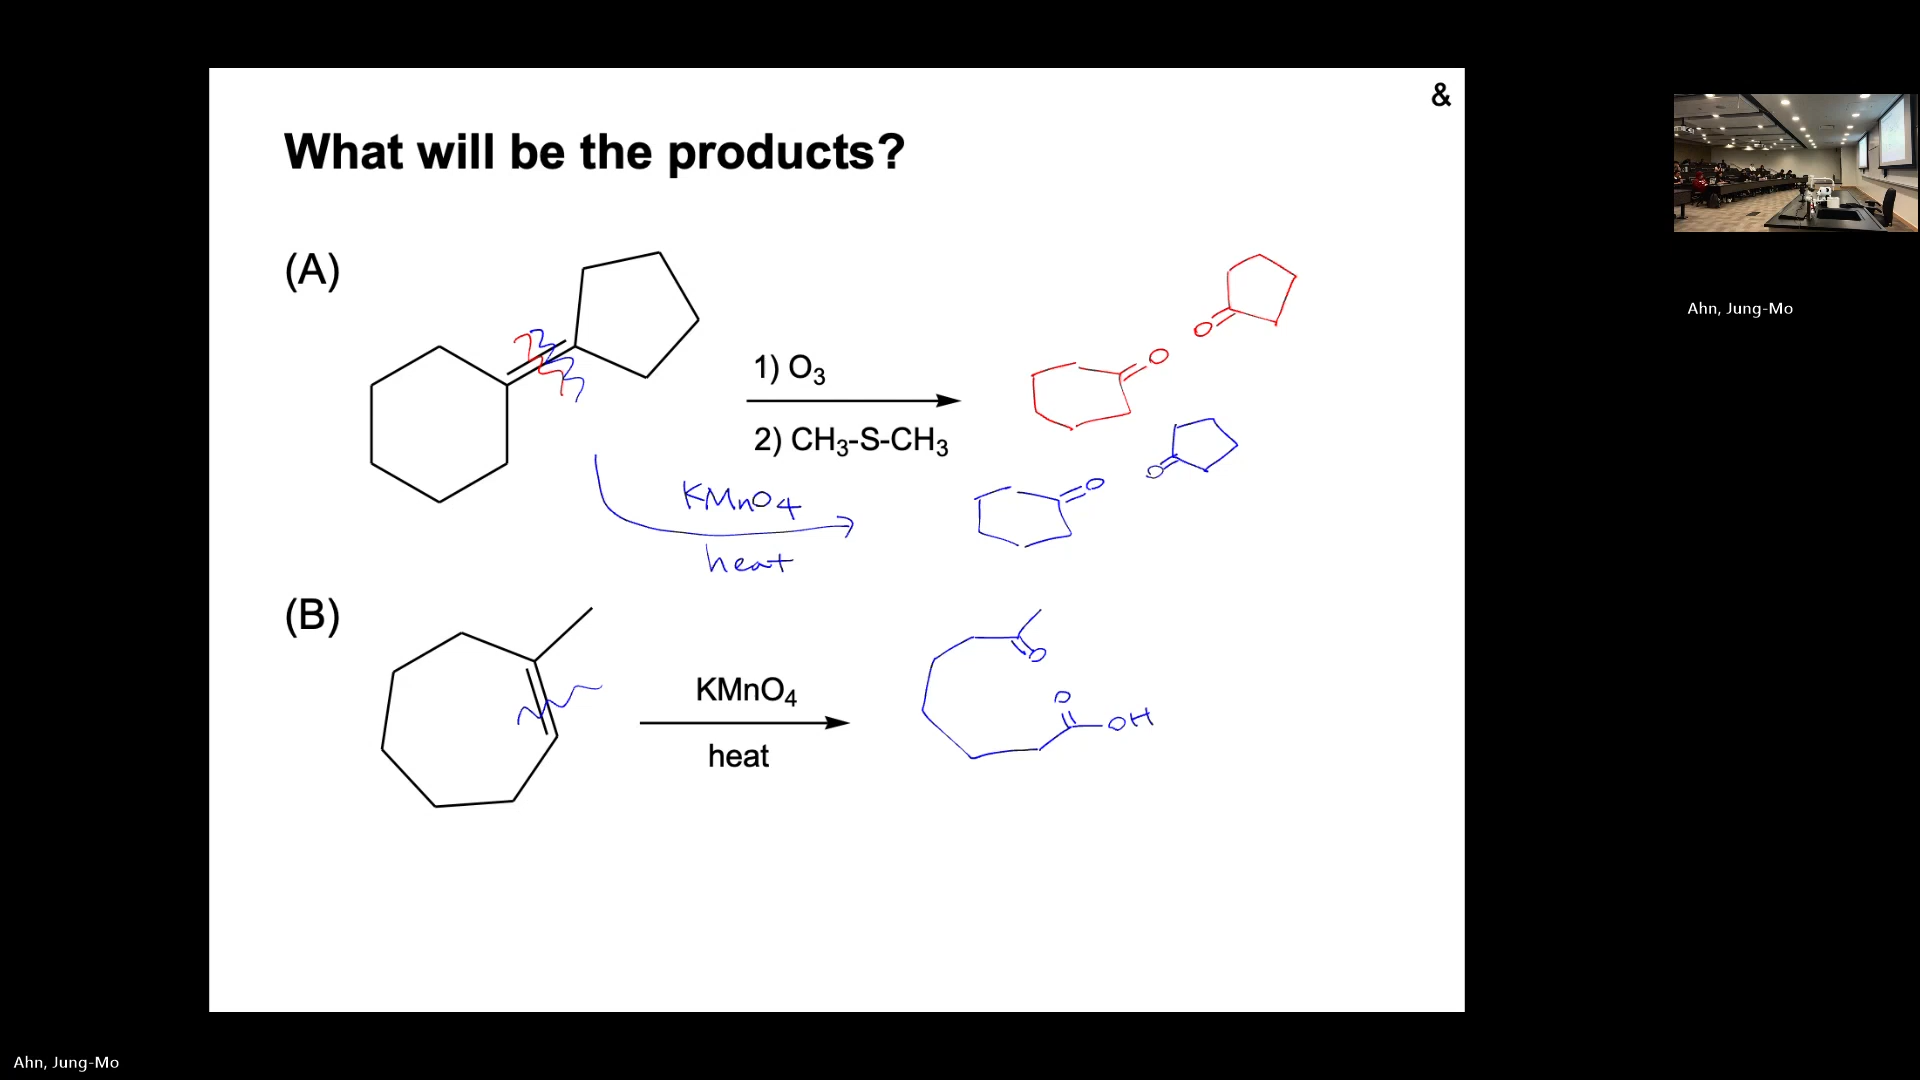 &
What will be the products?
(A)
1) O3
2) CH3-S-CH3
O
O
KMnO4
heat
O
O
(B)
KMnO4
heat
O
O
OH
Ahn, Jung-Mo
Ahn, Jung-Mo